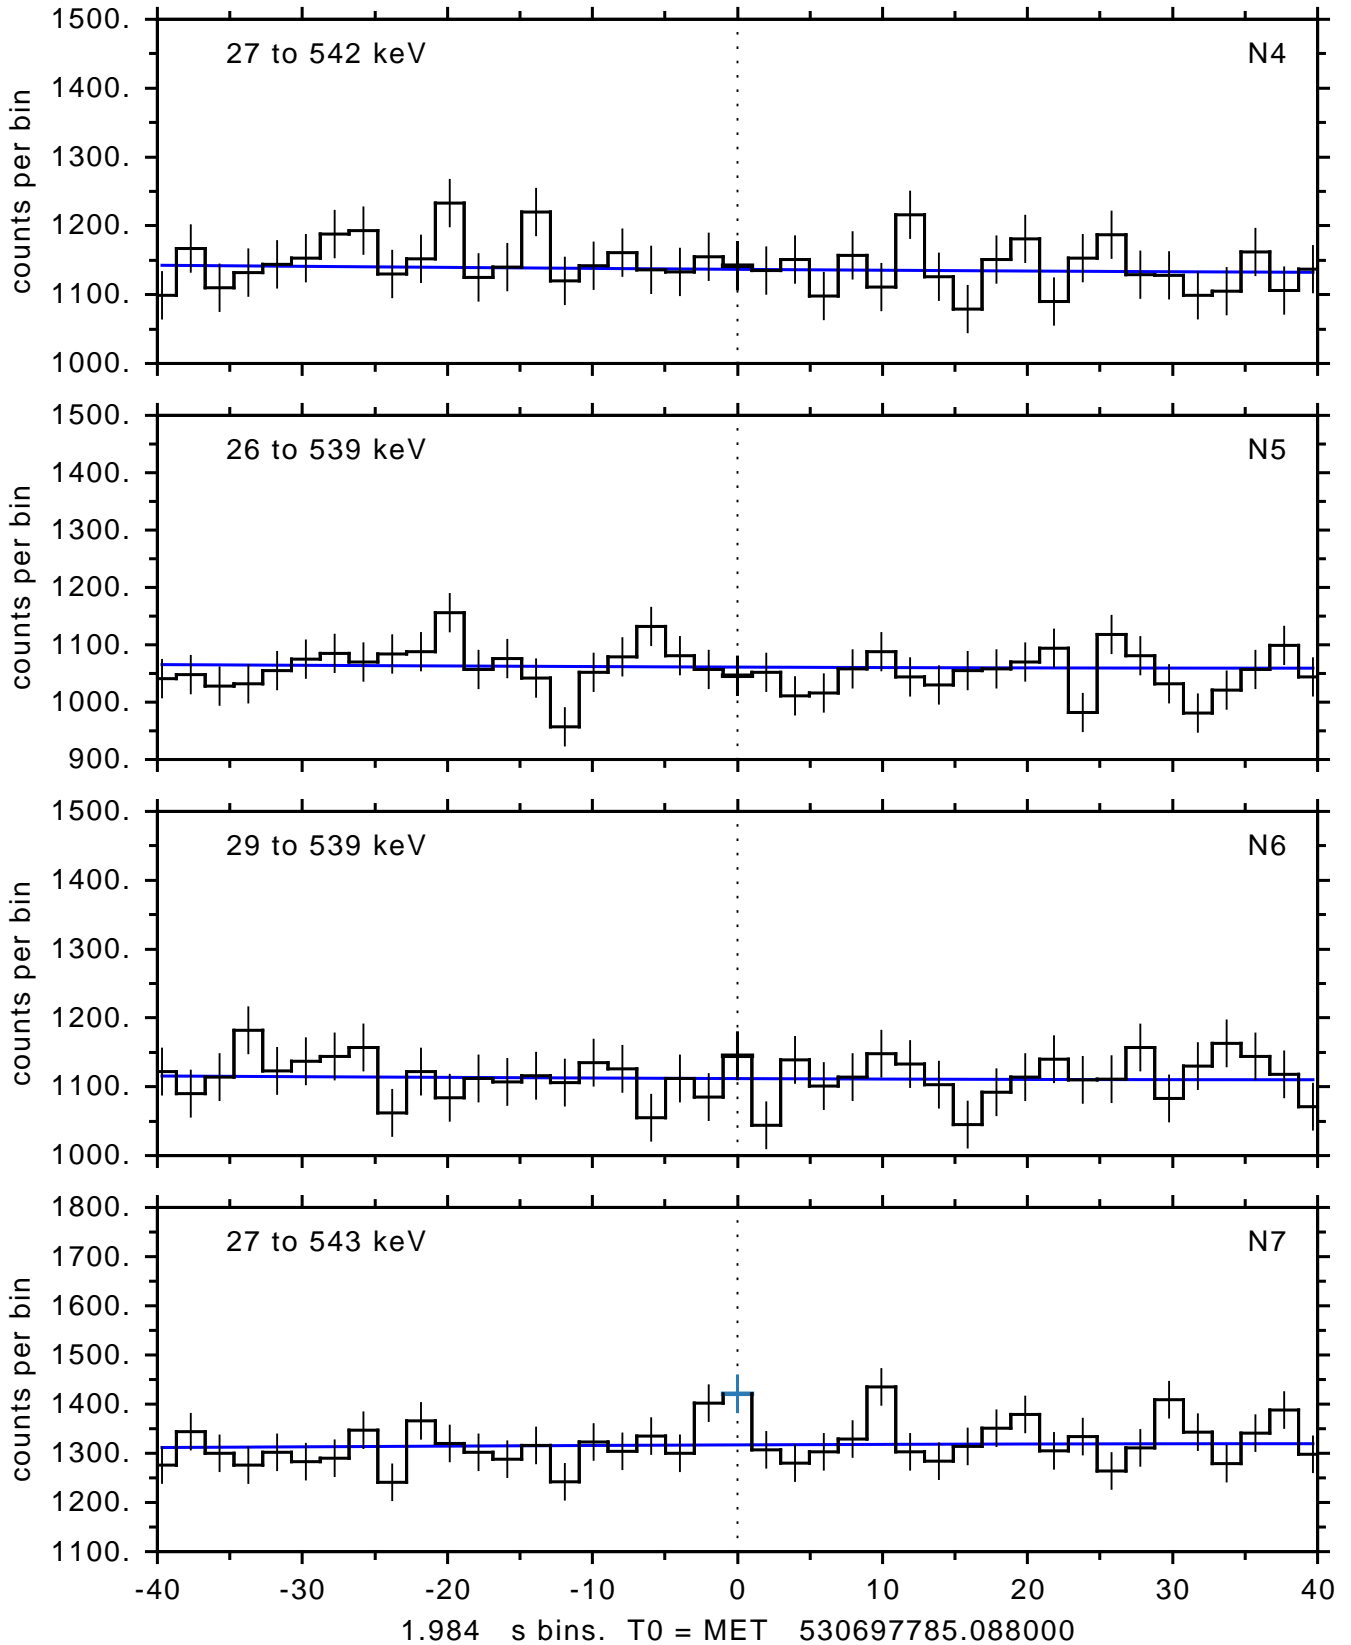 1500.
27 to 542 keV N4
1400.
1300.
1200.
1100.
1000.
counts per bin
1500.
26 to 539 keV N5
1400.
1300.
1200.
1100.
1000.
900.
counts per bin
1500.
29 to 539 keV N6
1400.
1300.
1200.
1100.
1000.
counts per bin
1800.
27 to 543 keV N7
1700.
1600.
1500.
1400.
1300.
1200.
1100.
counts per bin
-40 -30 -20 -10 0 10 20 30 40
1.984 s bins. T0 = MET 530697785.088000